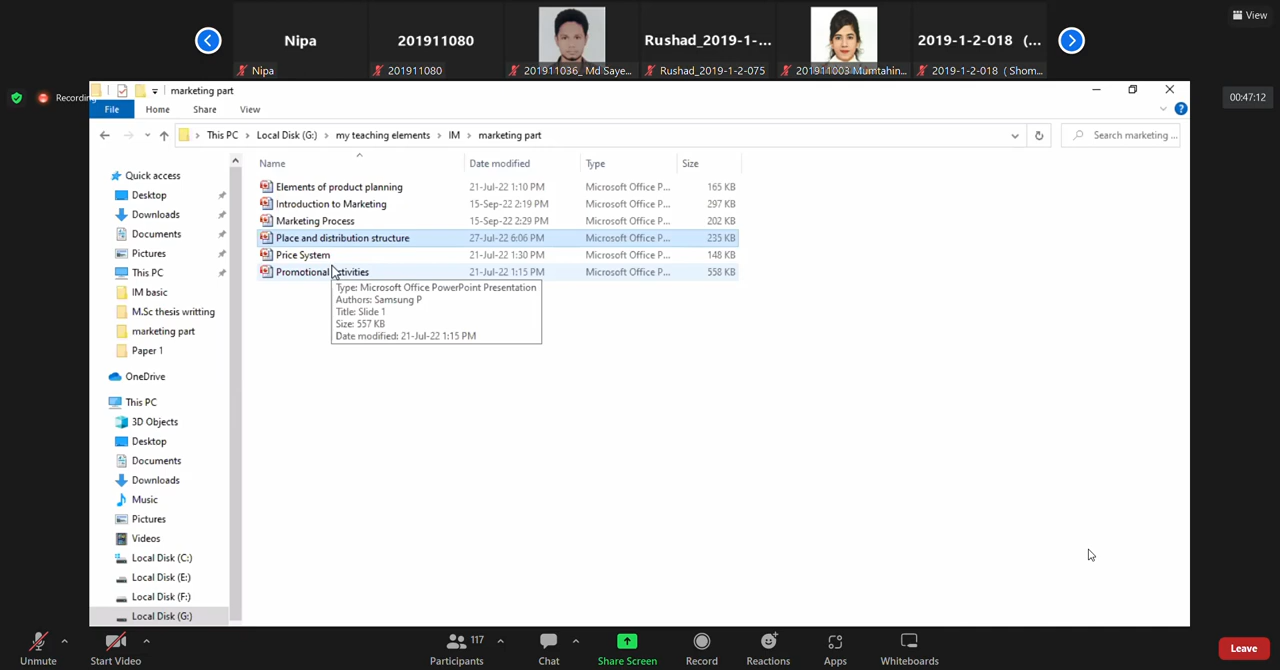 Nipa
201911080
Rushad_2019-1-...
2019-1-2-018 (...
View
Nipa
201911080
201911036_ Md Saye...
Rushad_2019-1-2-075
201911003 Mumtahin...
2019-1-2-018 ( Shom...
Recording
marketing part
00:47:12
File
Home
Share
View
This PC > Local Disk (G:) > my teaching elements > IM > marketing part
Search marketing ...
Name
Date modified
Type
Size
Quick access
Desktop
Downloads
Documents
Pictures
This PC
IM basic
M.Sc thesis writting
marketing part
Paper 1
OneDrive
This PC
3D Objects
Desktop
Documents
Downloads
Music
Pictures
Videos
Local Disk (C:)
Local Disk (E:)
Local Disk (F:)
Local Disk (G:)
Elements of product planning 21-Jul-22 1:10 PM Microsoft Office P... 165 KB
Introduction to Marketing 15-Sep-22 2:19 PM Microsoft Office P... 297 KB
Marketing Process 15-Sep-22 2:29 PM Microsoft Office P... 202 KB
Place and distribution structure 27-Jul-22 6:06 PM Microsoft Office P... 235 KB
Price System 21-Jul-22 1:30 PM Microsoft Office P... 148 KB
Promotional activities 21-Jul-22 1:15 PM Microsoft Office P... 558 KB
Type: Microsoft Office PowerPoint Presentation
Authors: Samsung P
Title: Slide 1
Size: 557 KB
Date modified: 21-Jul-22 1:15 PM
Unmute
Start Video
117
Participants
Chat
Share Screen
Record
Reactions
Apps
Whiteboards
Leave